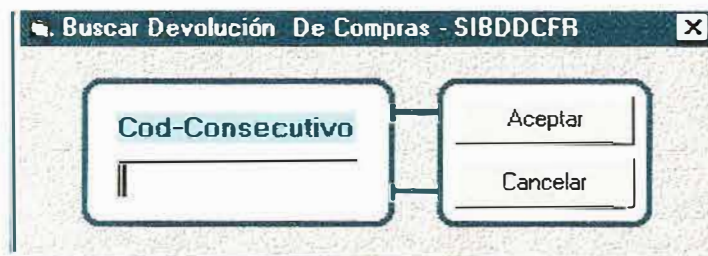 Buscar Devolución De Compras - SIBDDCFR
Cod-Consecutivo
Aceptar
Cancelar